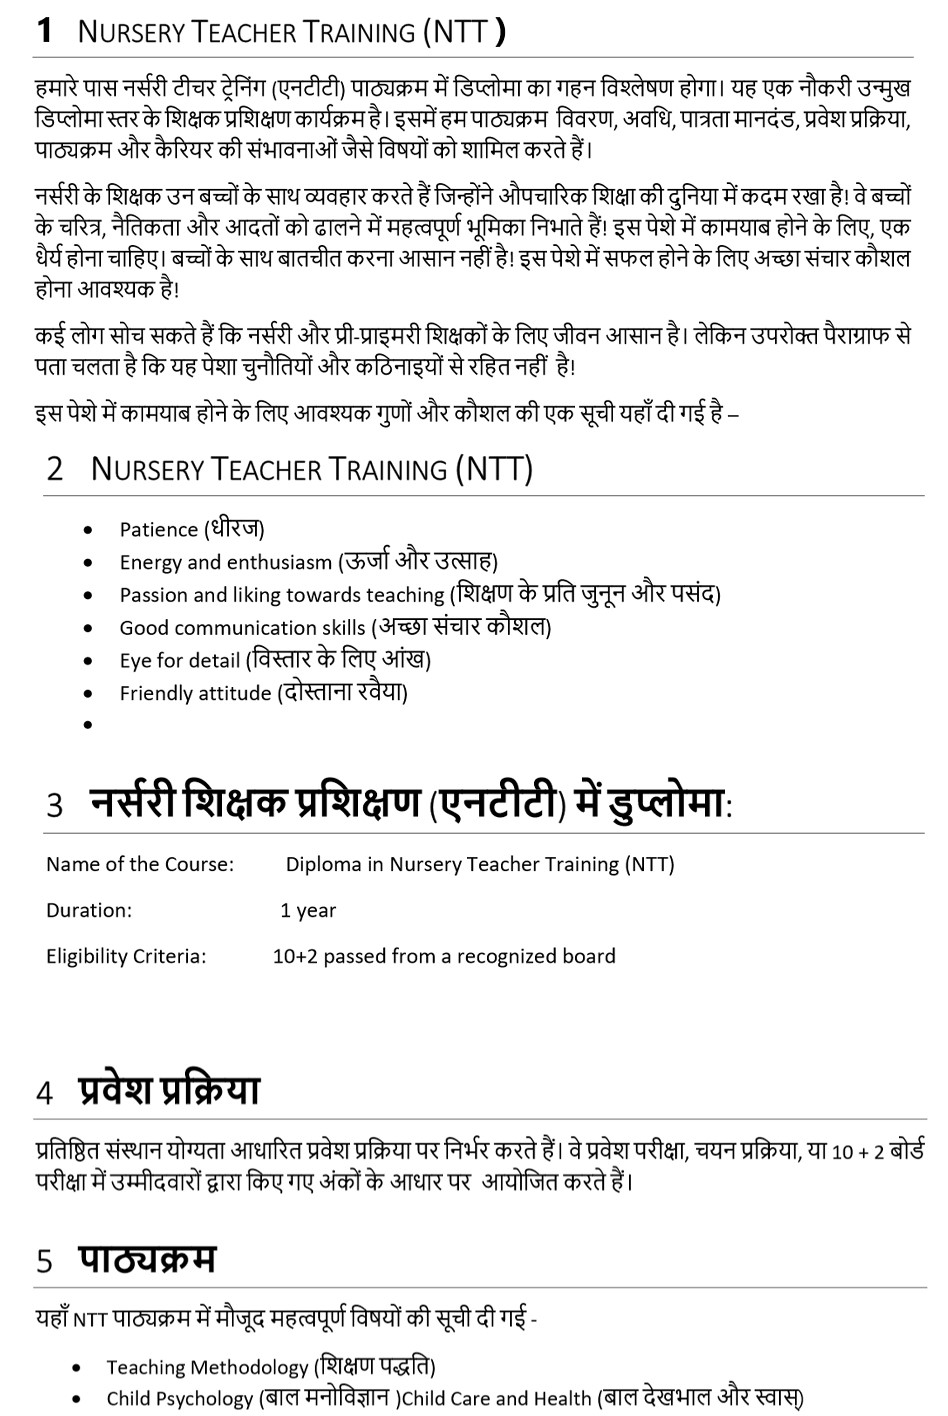 1 NURSERY TEACHER TRAINING (NTT )
हमारे पास नर्सरी टीचर ट्रेनिंग (एनटीटी) पाठ्यक्रम में डिप्लोमा का गहन विश्लेषण होगा। यह एक नौकरी उन्मुख
डिप्लोमा स्तर के शिक्षक प्रशिक्षण कार्यक्रम है। इसमें हम पाठ्यक्रम विवरण, अवधि, पात्रता मानदंड, प्रवेश प्रक्रिया,
पाठ्यक्रम और कैरियर की संभावनाओं जैसे विषयों को शामिल करते हैं।
नर्सरी के शिक्षक उन बच्चों के साथ व्यवहार करते हैं जिन्होंने औपचारिक शिक्षा की दुनिया में कदम रखा है! वे बच्चों
के चरित्र, नैतिकता और आदतों को ढालने में महत्वपूर्ण भूमिका निभाते हैं! इस पेशे में कामयाब होने के लिए, एक
धैर्य होना चाहिए। बच्चों के साथ बातचीत करना आसान नहीं है! इस पेशे में सफल होने के लिए अच्छा संचार कौशल
होना आवश्यक है!
कई लोग सोच सकते हैं कि नर्सरी और प्री-प्राइमरी शिक्षकों के लिए जीवन आसान है। लेकिन उपरोक्त पैराग्राफ से
पता चलता है कि यह पेशा चुनौतियों और कठिनाइयों से रहित नहीं है!
इस पेशे में कामयाब होने के लिए आवश्यक गुणों और कौशल की एक सूची यहाँ दी गई है –
2 NURSERY TEACHER TRAINING (NTT)
• Patience (धीरज)
• Energy and enthusiasm (ऊर्जा और उत्साह)
• Passion and liking towards teaching (शिक्षण के प्रति जुनून और पसंद)
• Good communication skills (अच्छा संचार कौशल)
• Eye for detail (विस्तार के लिए आंख)
• Friendly attitude (दोस्ताना रवैया)
•
3 नर्सरी शिक्षक प्रशिक्षण (एनटीटी) में डुप्लोमा:
Name of the Course: Diploma in Nursery Teacher Training (NTT)
Duration: 1 year
Eligibility Criteria: 10+2 passed from a recognized board
4 प्रवेश प्रक्रिया
प्रतिष्ठित संस्थान योग्यता आधारित प्रवेश प्रक्रिया पर निर्भर करते हैं। वे प्रवेश परीक्षा, चयन प्रक्रिया, या 10 + 2 बोर्ड
परीक्षा में उम्मीदवारों द्वारा किए गए अंकों के आधार पर आयोजित करते हैं।
5 पाठ्यक्रम
यहाँ NTT पाठ्यक्रम में मौजूद महत्वपूर्ण विषयों की सूची दी गई -
• Teaching Methodology (शिक्षण पद्धति)
• Child Psychology (बाल मनोविज्ञान )Child Care and Health (बाल देखभाल और स्वास्)